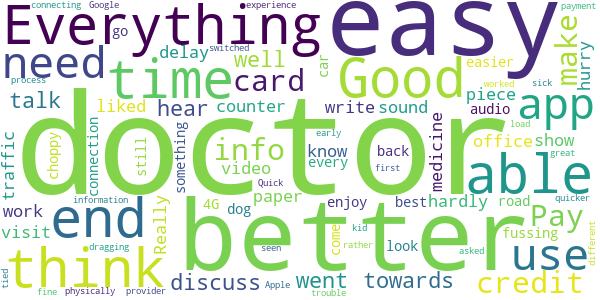 connecting Google experience payment
Everything easy
go switched
need delay well easier make hurry
time card Good car
process worked sick
talk liked hear counter write sound piece audio app
doctor
traffic choppy connection still something info know back medicine office show
video every load early first great
able
information Quick paper 4G dog enjoy best hardly road quicker
work end Really better Pay
visit come kid rather look fussing different
think discuss went towards use credit
dragging seen asked
tied fine physically provider Apple trouble